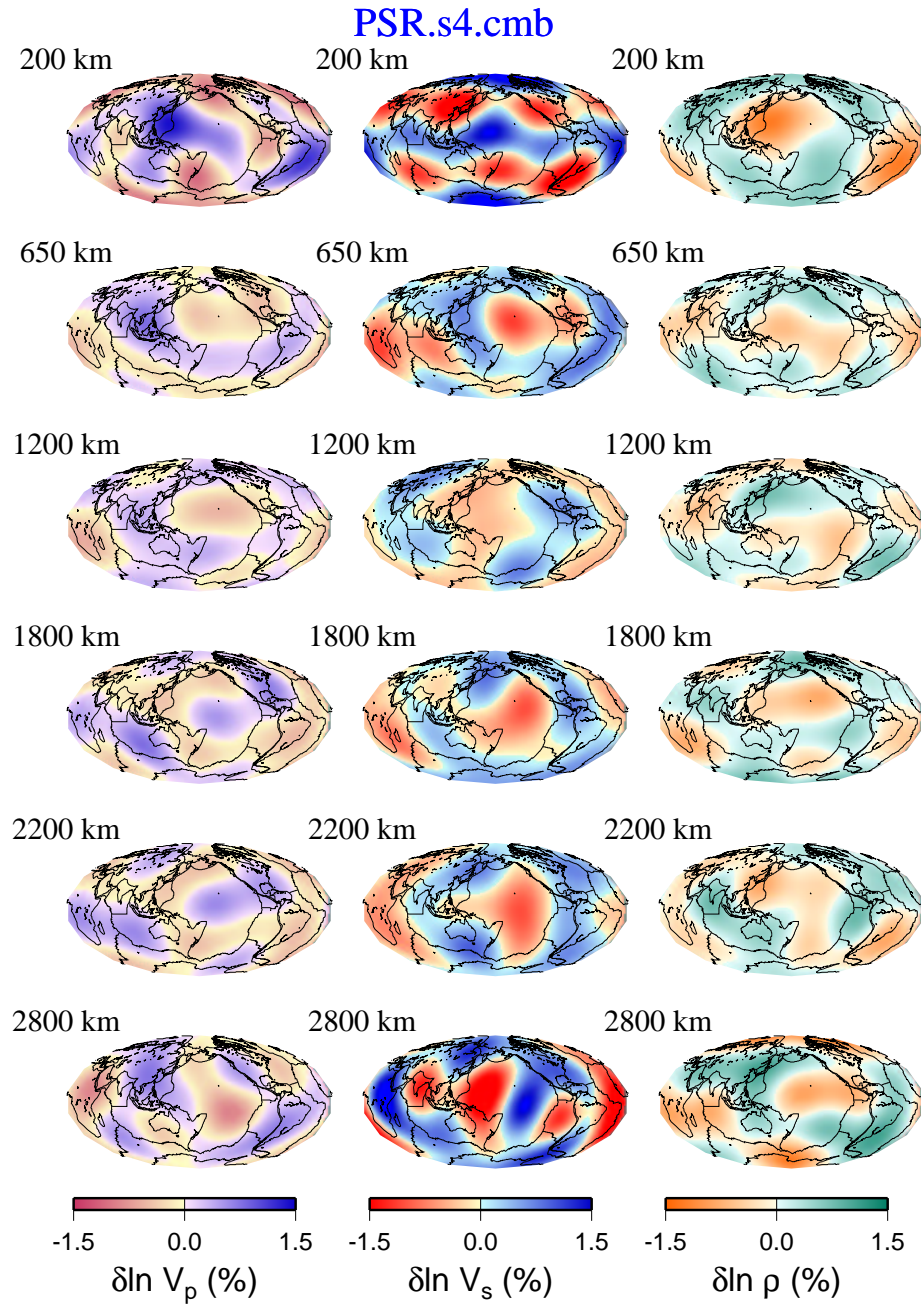 PSR.s4.cmb
200 km 200 km 200 km
650 km 650 km 650 km
1200 km 1200 km 1200 km
1800 km 1800 km 1800 km
2200 km 2200 km 2200 km
2800 km 2800 km 2800 km
-1.5 0.0 1.5 -1.5 0.0 1.5 -1.5 0.0 1.5
δln Vp (%) δln Vs (%) δln ρ (%)